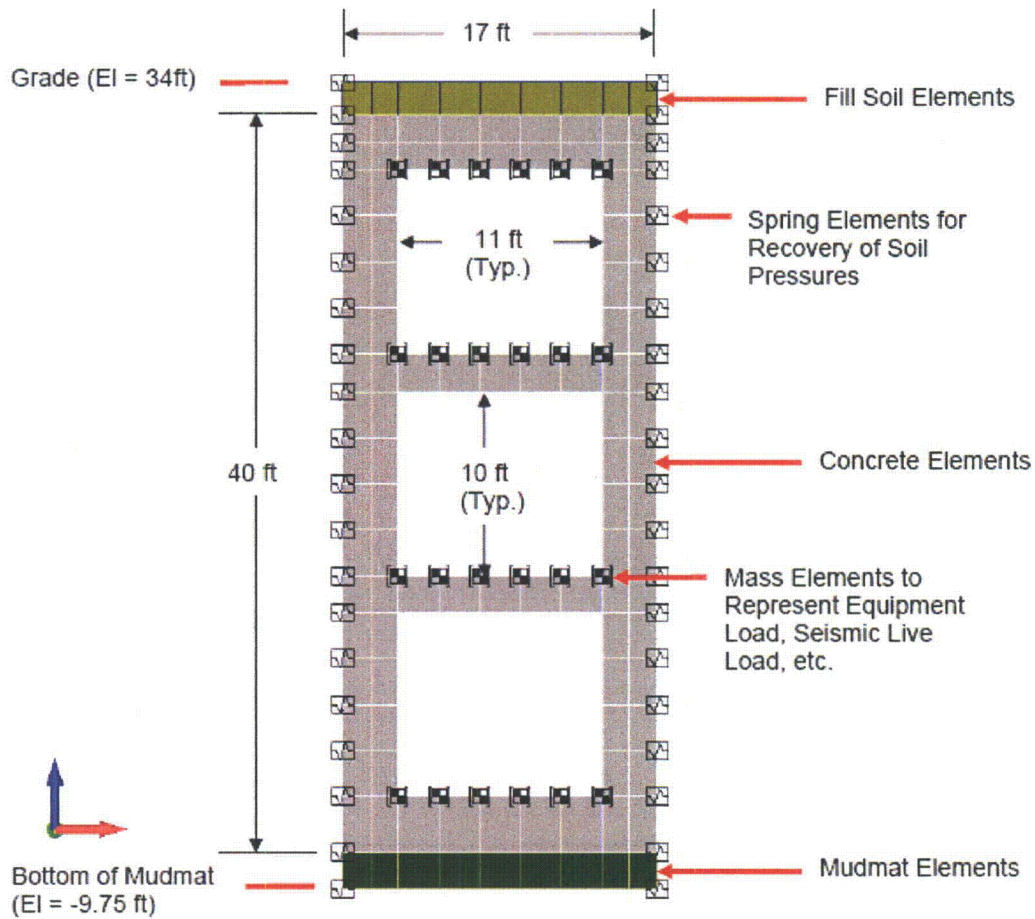 17 ft
Grade (El = 34ft)
Fill Soil Elements
Spring Elements for
Recovery of Soil
Pressures
11 ft
(Typ.)
40 ft
10 ft
(Typ.)
Concrete Elements
Mass Elements to
Represent Equipment
Load, Seismic Live
Load, etc.
Bottom of Mudmat
(El = -9.75 ft)
Mudmat Elements